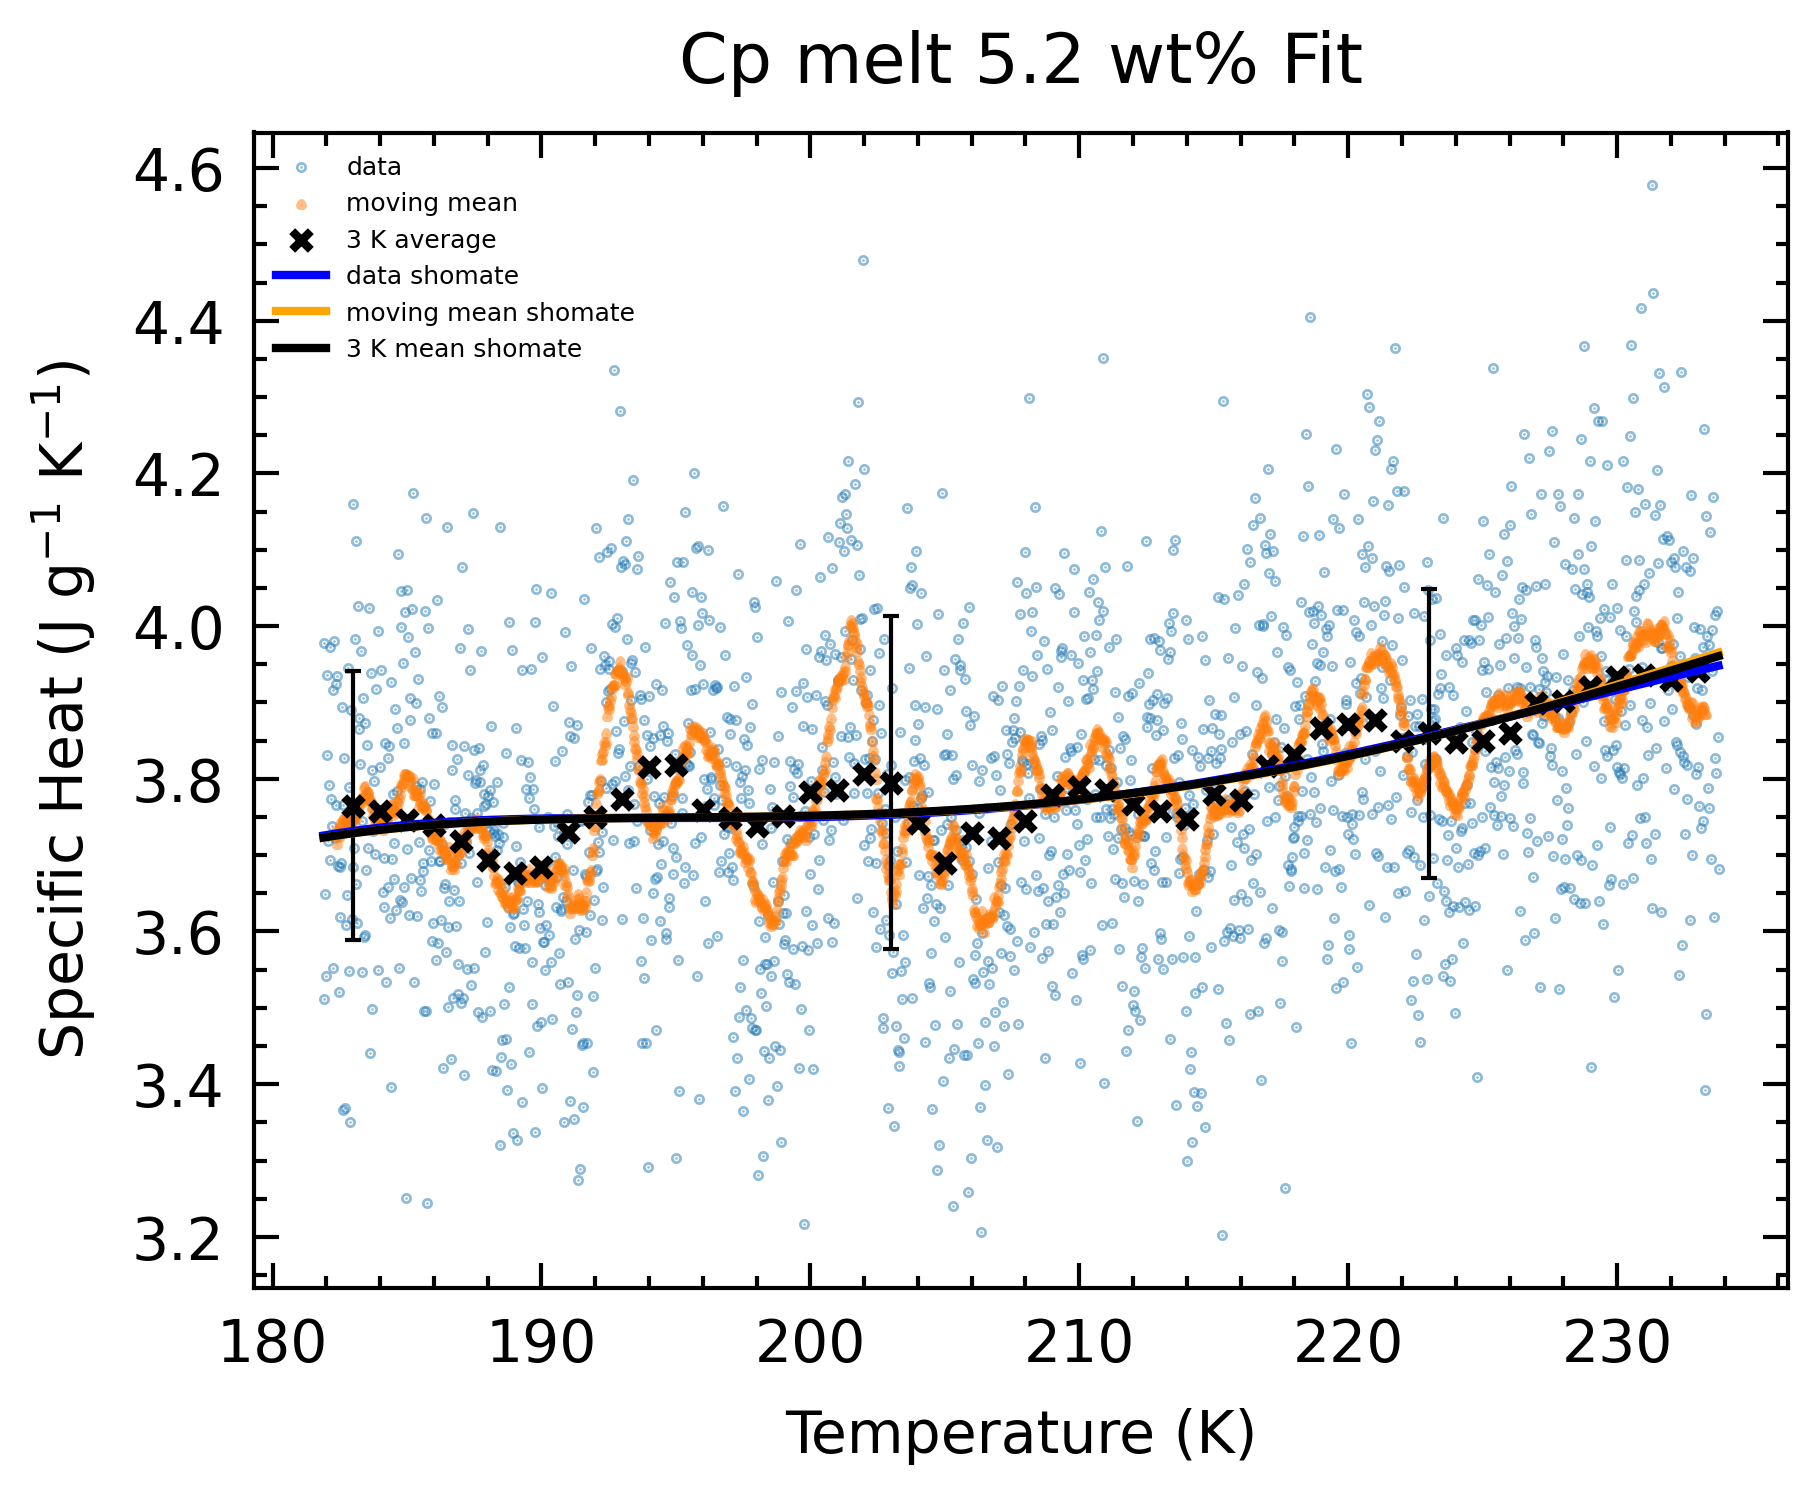 Cp melt 5.2 wt% Fit
data
moving mean
3 K average
data shomate
moving mean shomate
3 K mean shomate
4.6
4.4
4.2
4.0
3.8
3.6
3.4
3.2
Specific Heat (J g⁻¹ K⁻¹)
180 190 200 210 220 230
Temperature (K)